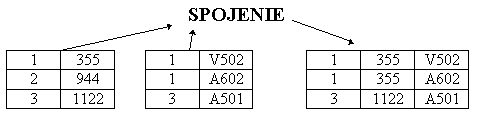 SPOJENIE
1 355 1 V502 1 355 V502
2 944 1 A602 1 355 A602
3 1122 3 A501 3 1122 A501